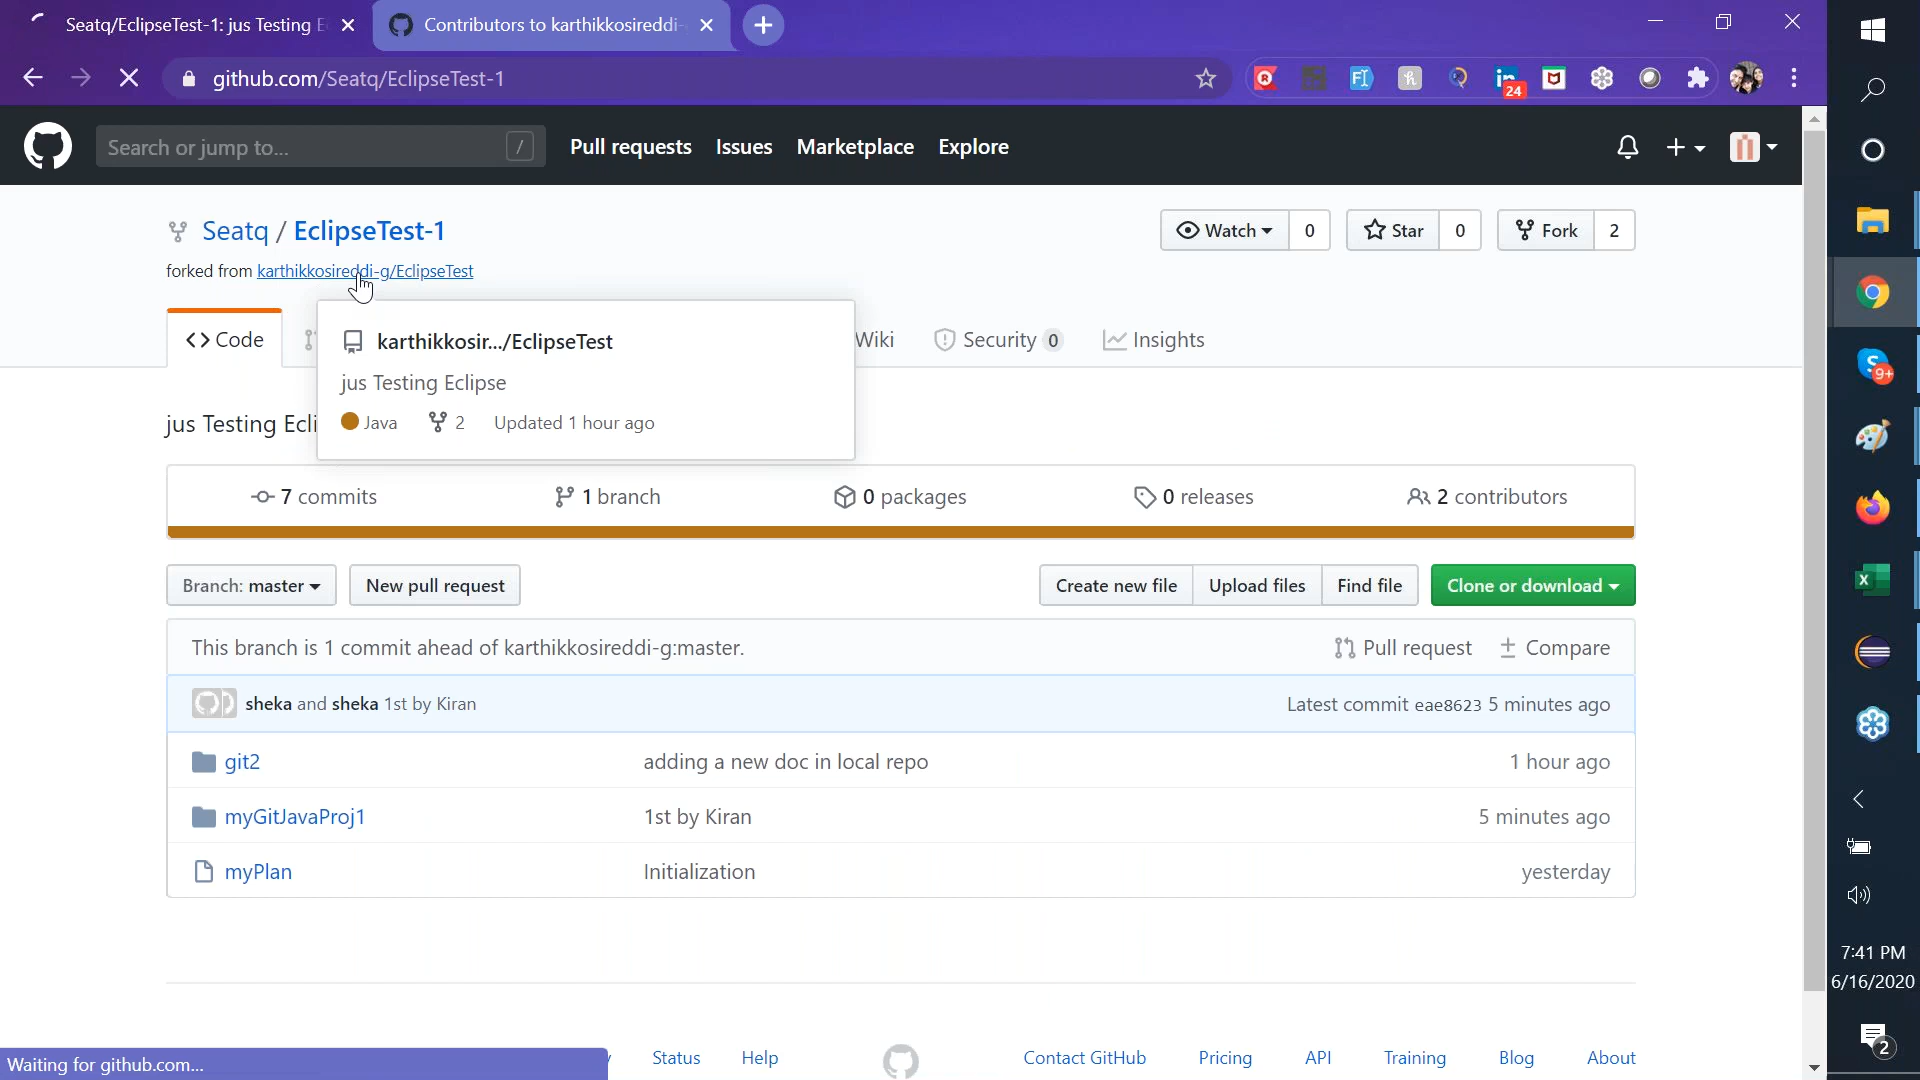 Seatq/EclipseTest-1: jus Testing E
Contributors to karthikkosireddi-
github.com/Seatq/EclipseTest-1
24
Search or jump to...
/
Pull requests
Issues
Marketplace
Explore
Seatq / EclipseTest-1
Watch
0
Star
0
Fork
2
forked from karthikkosireddi-g/EclipseTest
Code
Wiki
Security 0
Insights
karthikkosir.../EclipseTest
jus Testing Eclipse
Java
2
Updated 1 hour ago
jus Testing Ecli
7 commits
1 branch
0 packages
0 releases
2 contributors
Branch: master
New pull request
Create new file
Upload files
Find file
Clone or download
This branch is 1 commit ahead of karthikkosireddi-g:master.
Pull request
Compare
sheka and sheka 1st by Kiran
Latest commit eae8623 5 minutes ago
git2
adding a new doc in local repo
1 hour ago
myGitJavaProj1
1st by Kiran
5 minutes ago
myPlan
Initialization
yesterday
Status
Help
Contact GitHub
Pricing
API
Training
Blog
About
Waiting for github.com...
9+
7:41 PM
6/16/2020
2